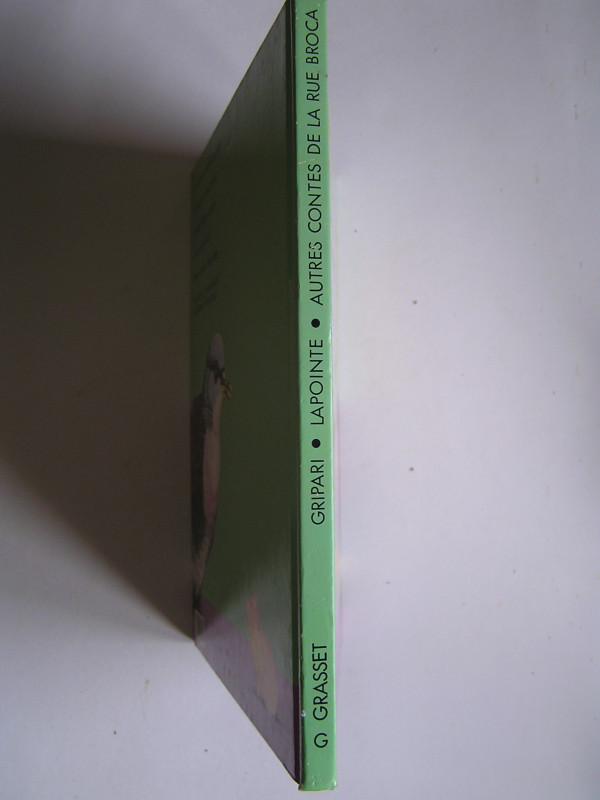 G GRASSET GRIPARI • LAPOINTE • AUTRES CONTES DE LA RUE BROCA